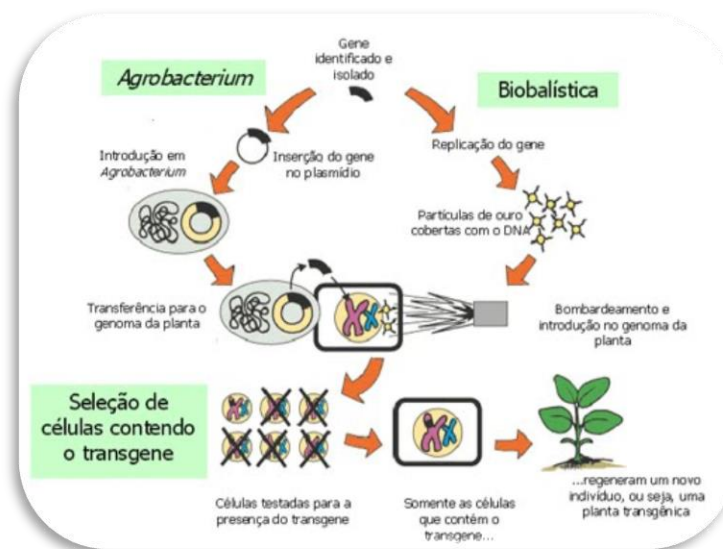 Gene
identificado e
isolado
Agrobacterium
Biobalística
Introdução em
Agrobacterium
Inserção do gene
no plasmídio
Replicação do gene
Partículas de ouro
cobertas com o DNA
Transferência para o
genoma da planta
Bombardeamento e
introdução no genoma da
planta
Seleção de
células contendo
o transgene
Células testadas para a
presença do transgene
Somente as células
que contém o
transgene...
...regeneram um novo
indivíduo, ou seja, uma
planta transgênica